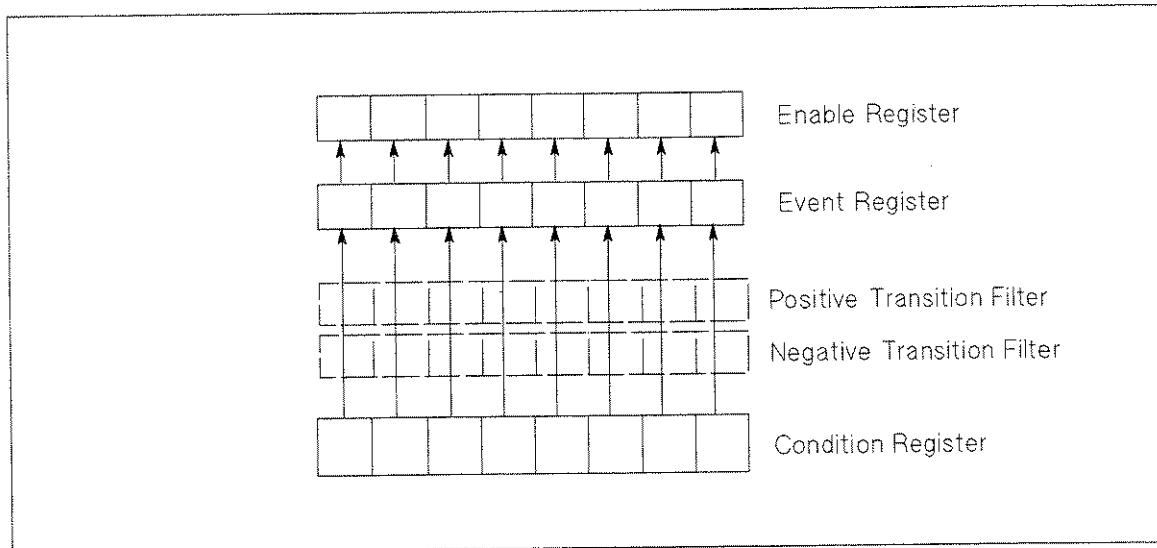 Enable Register
Event Register
Positive Transition Filter
Negative Transition Filter
Condition Register